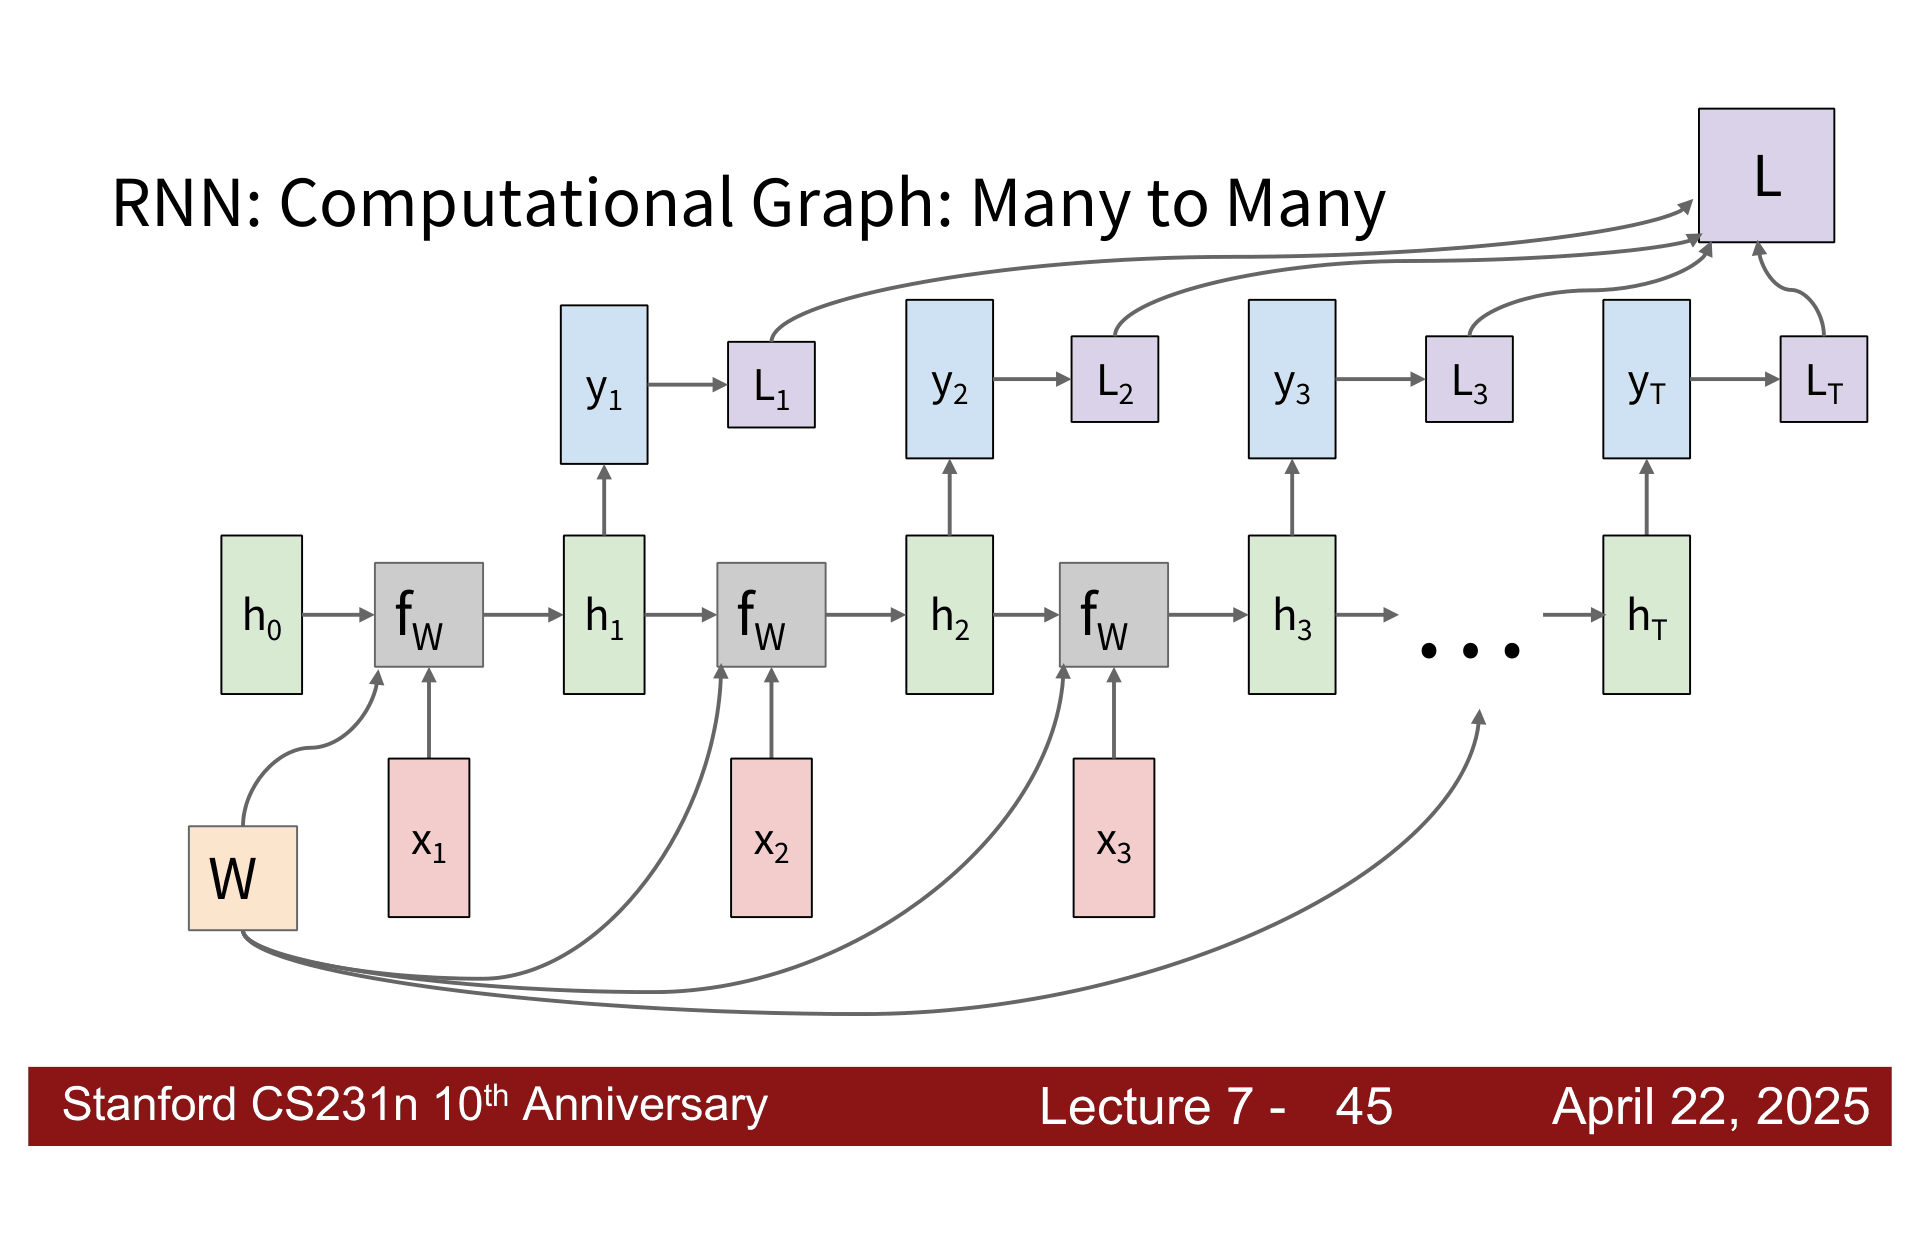 L
RNN: Computational Graph: Many to Many
y1 L1 y2 L2 y3 L3 yT LT
h0 fW h1 fW h2 fW h3 ... hT
W x1 x2 x3
Stanford CS231n 10th Anniversary Lecture 7 - 45 April 22, 2025